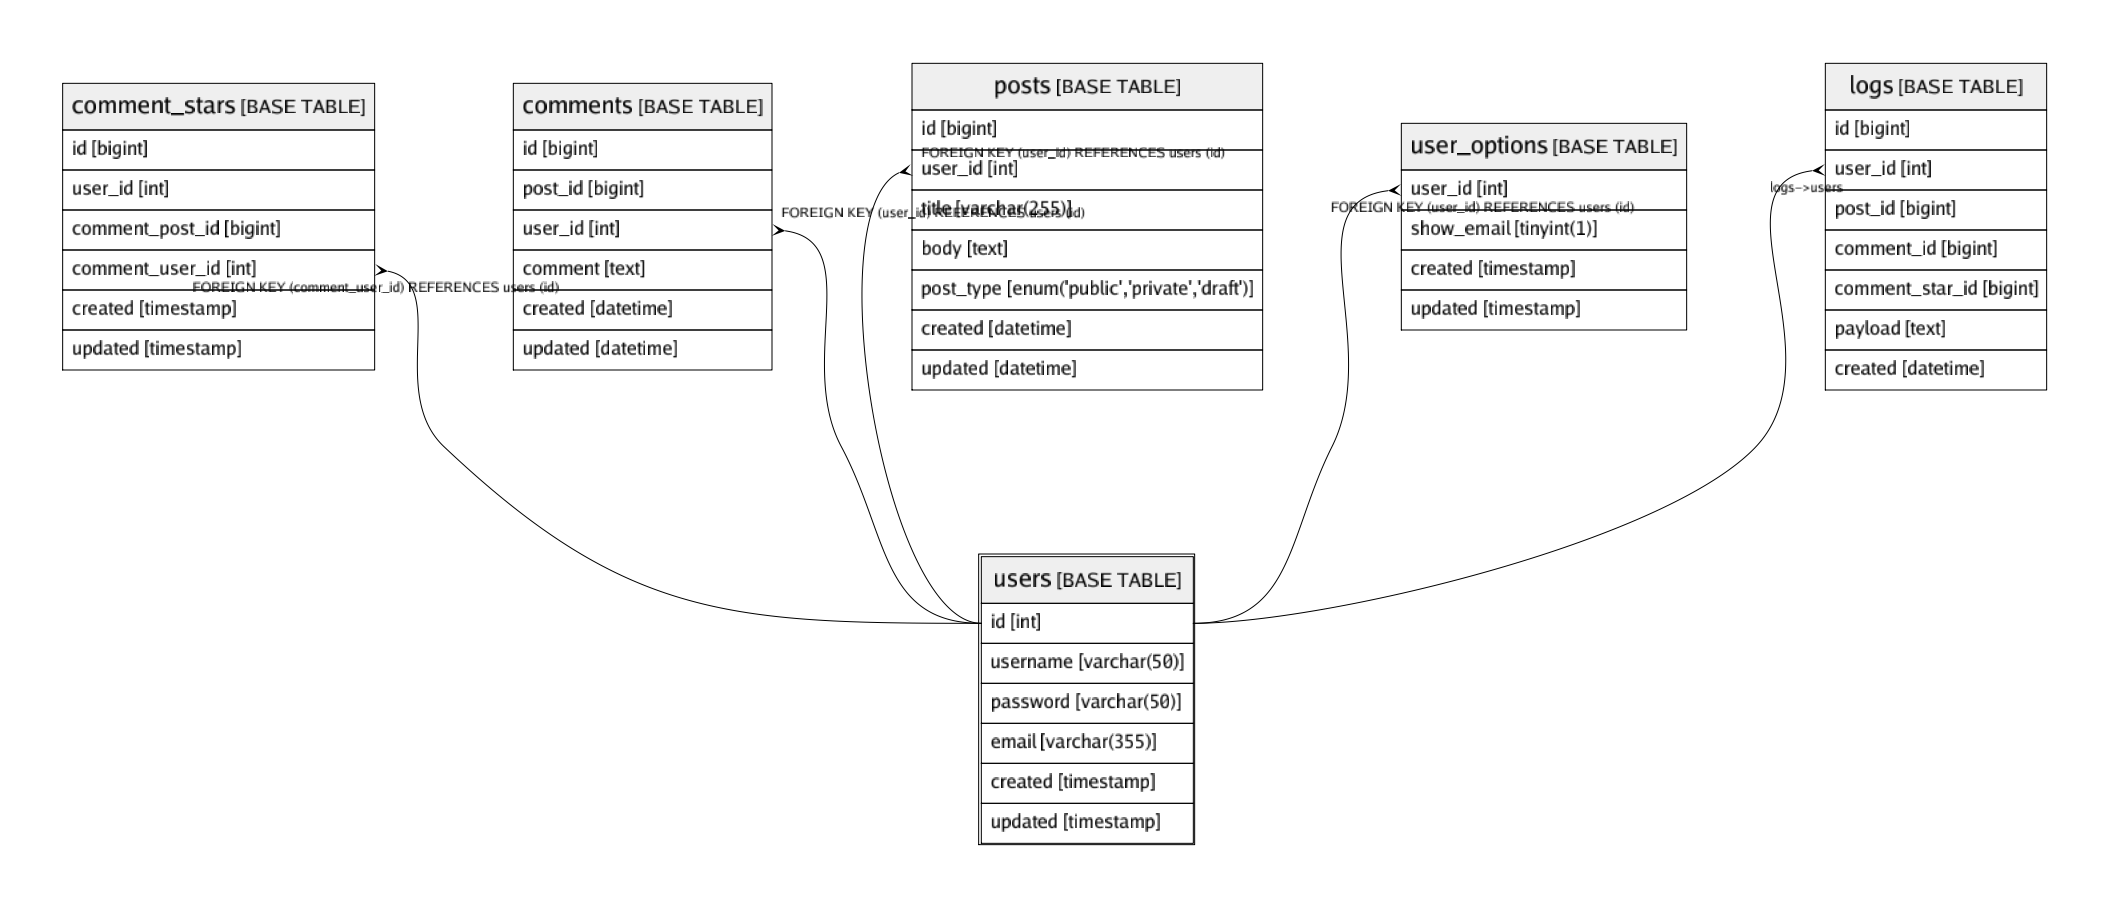 comment_stars [BASE TABLE]
id [bigint]
user_id [int]
comment_post_id [bigint]
comment_user_id [int]
FOREIGN KEY (comment_user_id) REFERENCES users (id)
created [timestamp]
updated [timestamp]
comments [BASE TABLE]
id [bigint]
post_id [bigint]
user_id [int]
FOREIGN KEY (user_id) REFERENCES users (id)
comment [text]
created [datetime]
updated [datetime]
posts [BASE TABLE]
id [bigint]
FOREIGN KEY (user_id) REFERENCES users (id)
user_id [int]
title [varchar(255)]
body [text]
post_type [enum('public','private','draft')]
created [datetime]
updated [datetime]
user_options [BASE TABLE]
user_id [int]
FOREIGN KEY (user_id) REFERENCES users (id)
show_email [tinyint(1)]
created [timestamp]
updated [timestamp]
logs [BASE TABLE]
id [bigint]
user_id [int]
logs->users
post_id [bigint]
comment_id [bigint]
comment_star_id [bigint]
payload [text]
created [datetime]
users [BASE TABLE]
id [int]
username [varchar(50)]
password [varchar(50)]
email [varchar(355)]
created [timestamp]
updated [timestamp]